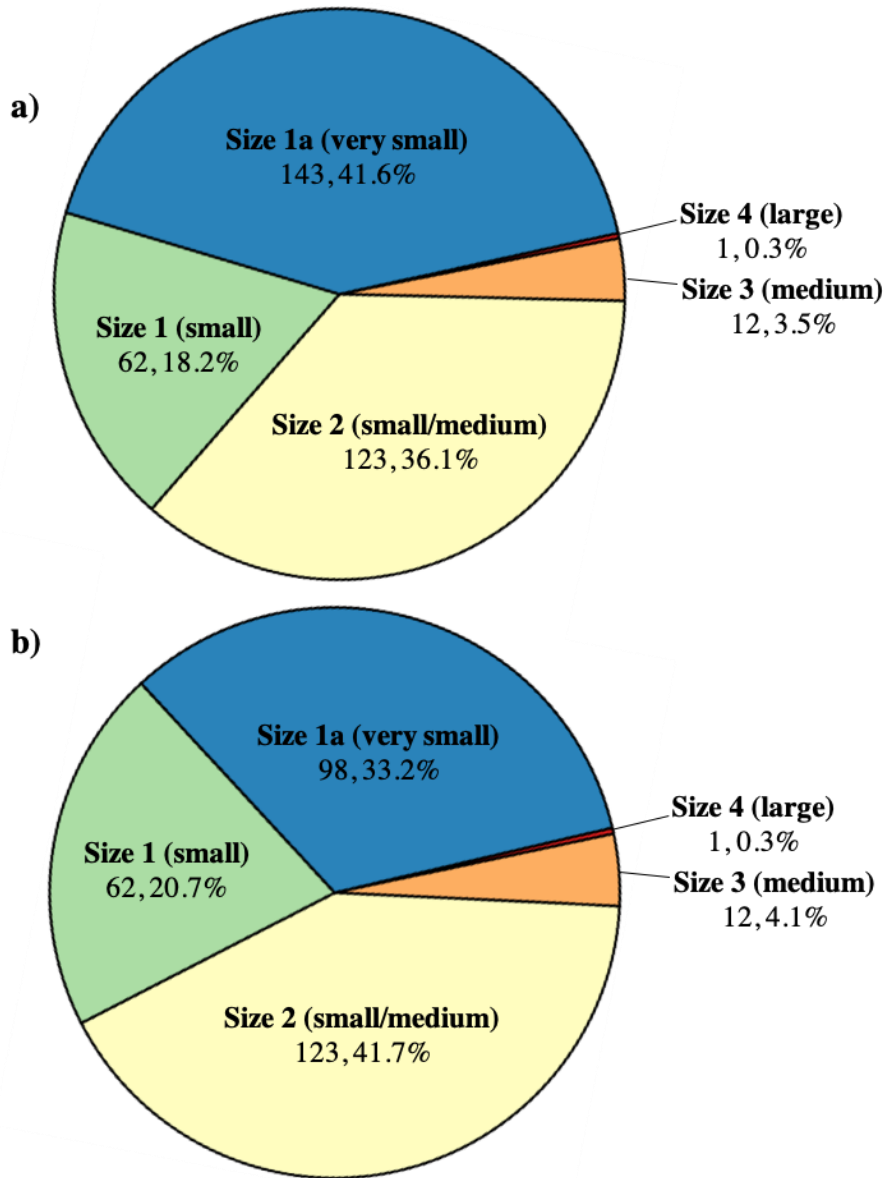 a)
Size 1a (very small)
143, 41.6%
Size 4 (large)
1, 0.3%
Size 3 (medium)
12, 3.5%
Size 1 (small)
62, 18.2%
Size 2 (small/medium)
123, 36.1%
b)
Size 1a (very small)
98, 33.2%
Size 4 (large)
1, 0.3%
Size 3 (medium)
12, 4.1%
Size 1 (small)
62, 20.7%
Size 2 (small/medium)
123, 41.7%